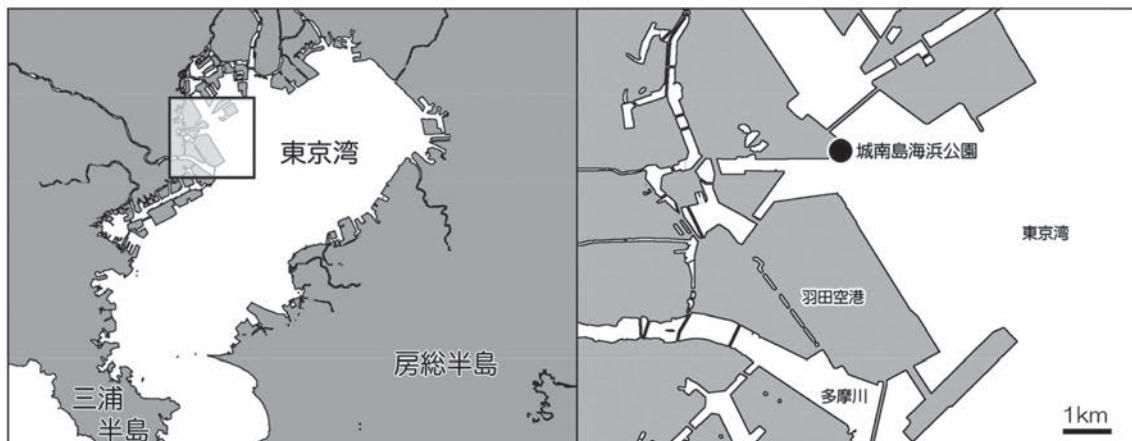 東京湾
房総半島
三浦
半島
城南島海浜公園
東京湾
羽田空港
多摩川
1km